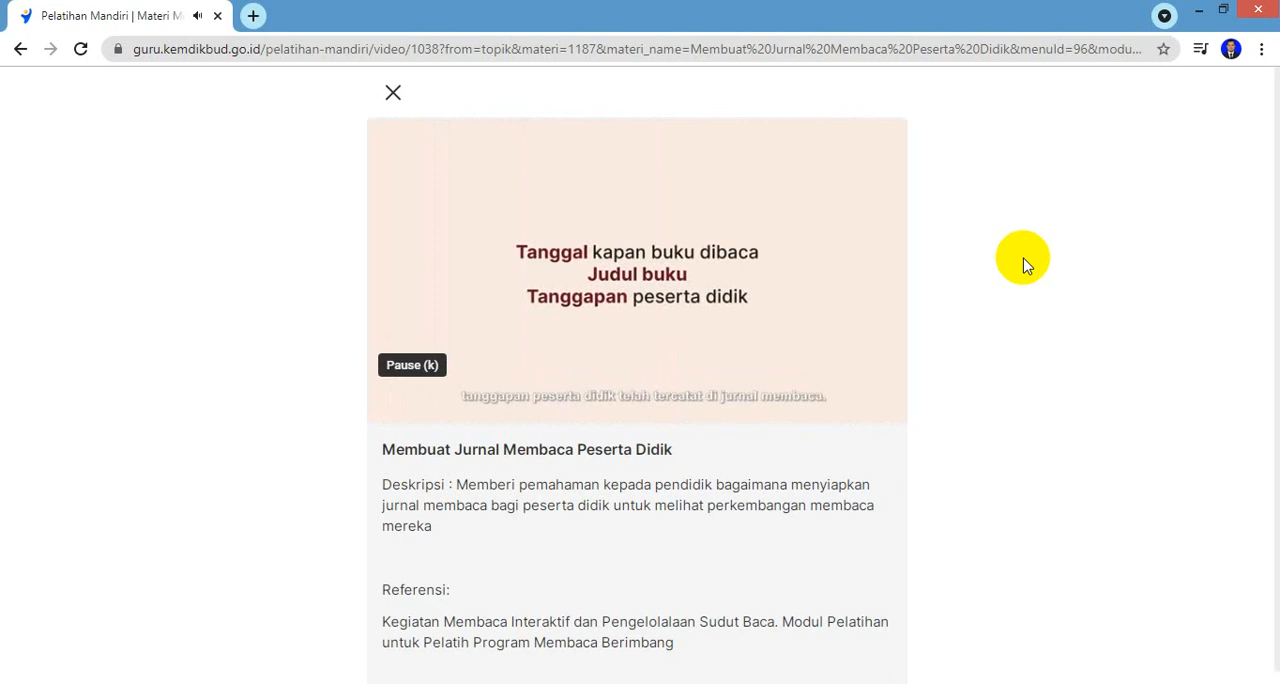 Pelatihan Mandiri | Materi M
guru.kemdikbud.go.id/pelatihan-mandiri/video/1038?from=topik&materi=1187&materi_name=Membuat%20Jurnal%20Membaca%20Peserta%20Didik&menuId=96&modu...
Tanggal kapan buku dibaca
Judul buku
Tanggapan peserta didik
Pause (k)
tanggapan peserta didik telah tercatat di jurnal membaca.
Membuat Jurnal Membaca Peserta Didik
Deskripsi : Memberi pemahaman kepada pendidik bagaimana menyiapkan
jurnal membaca bagi peserta didik untuk melihat perkembangan membaca
mereka
Referensi:
Kegiatan Membaca Interaktif dan Pengelolalaan Sudut Baca. Modul Pelatihan
untuk Pelatih Program Membaca Berimbang